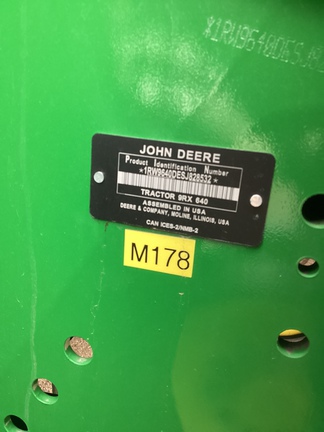 *1RW9640DESJ82
JOHN DEERE
Product Identification Number
*1RW9640DESJ828532*
TRACTOR 9RX 640
ASSEMBLED IN USA
DEERE & COMPANY, MOLINE, ILLINOIS, USA
CAN ICES-2/NMB-2
M178